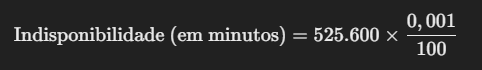 Indisponibilidade (em minutos) = 525.600 × 0,001/100